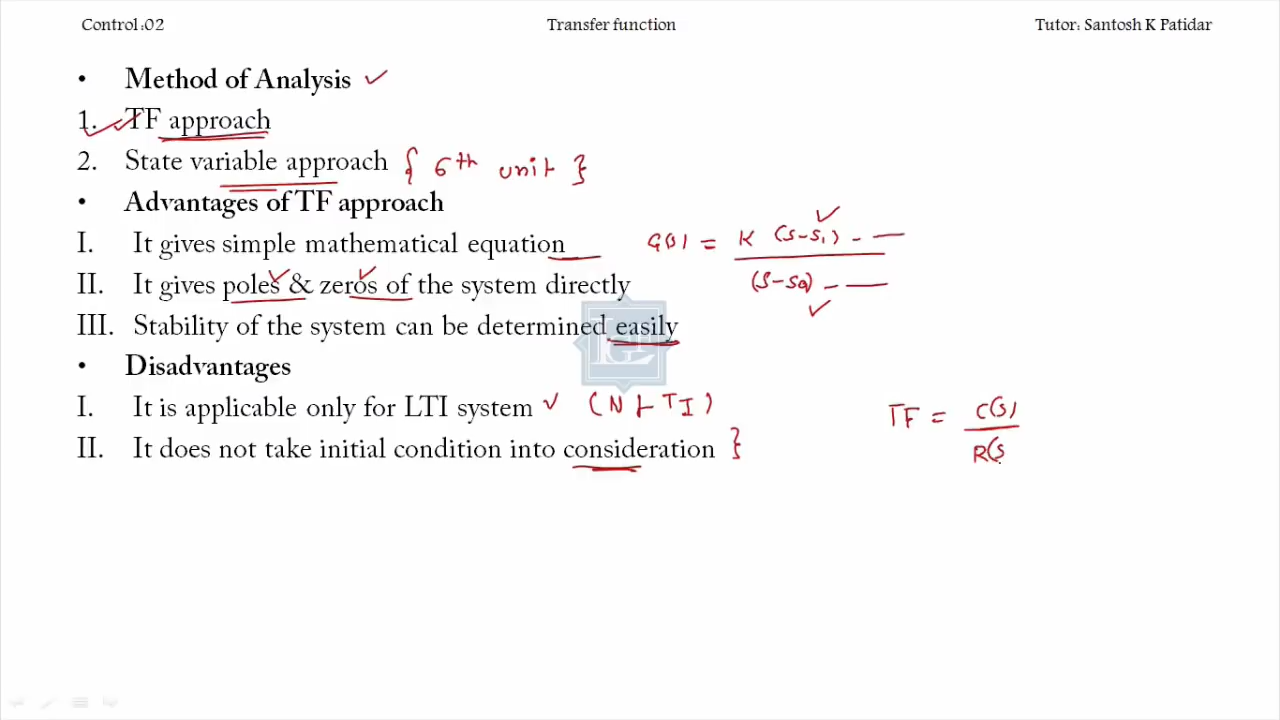 Control :02 Transfer function Tutor: Santosh K Patidar
• Method of Analysis ✓
1. TF approach
2. State variable approach { 6th unit }
• Advantages of TF approach
I. It gives simple mathematical equation G(s) = K (s-s1) - —
II. It gives poles & zeros of the system directly (s-sa) - —
III. Stability of the system can be determined easily
• Disadvantages
I. It is applicable only for LTI system ✓ (NLTI) TF = C(s)
II. It does not take initial condition into consideration } R(s